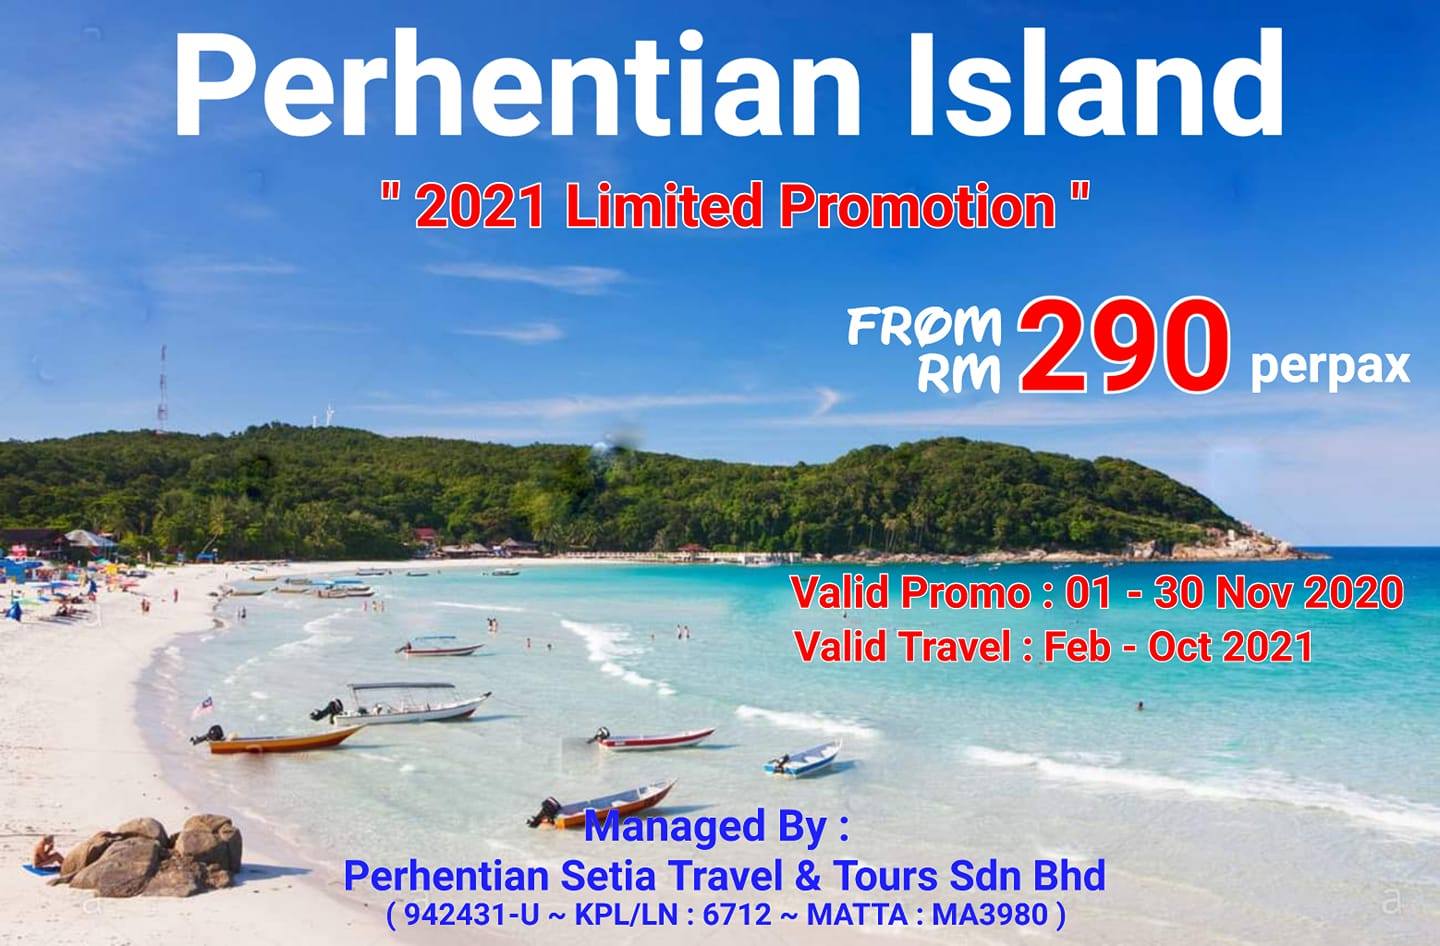 Perhentian Island
" 2021 Limited Promotion "
FROM
RM 290 perpax
Valid Promo : 01 - 30 Nov 2020
Valid Travel : Feb - Oct 2021
Managed By :
Perhentian Setia Travel & Tours Sdn Bhd
( 942431-U ~ KPL/LN : 6712 ~ MATTA : MA3980 )